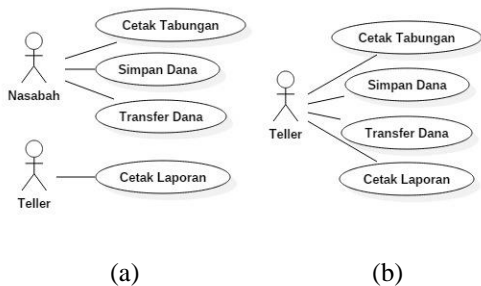 Cetak Tabungan
Simpan Dana
Nasabah
Transfer Dana
Teller
Cetak Laporan
(a)
Cetak Tabungan
Simpan Dana
Teller
Transfer Dana
Cetak Laporan
(b)